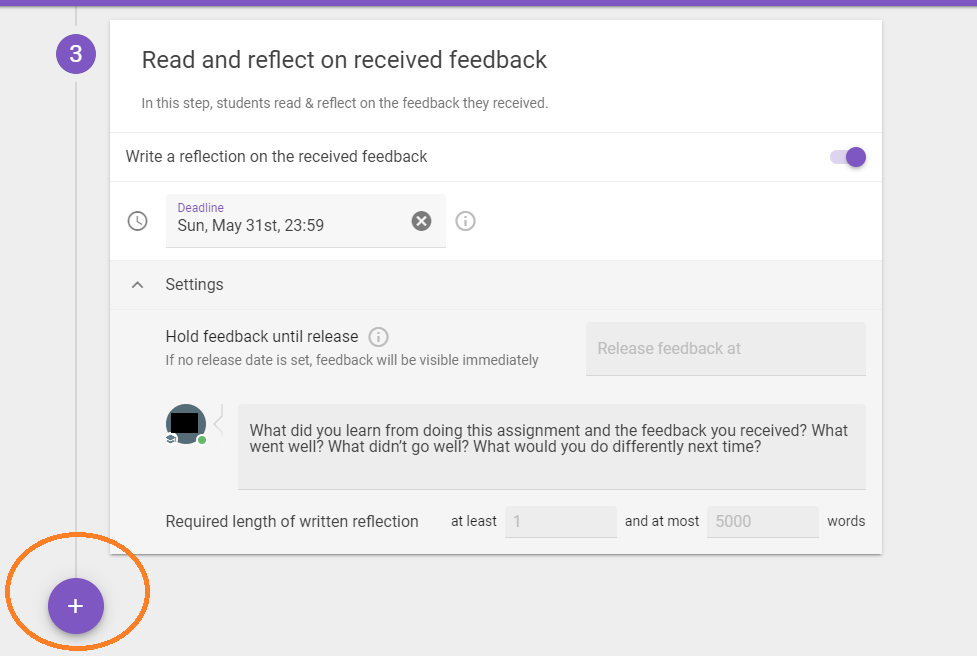 3
Read and reflect on received feedback
In this step, students read & reflect on the feedback they received.
Write a reflection on the received feedback
Deadline
Sun, May 31st, 23:59
Settings
Hold feedback until release
If no release date is set, feedback will be visible immediately
Release feedback at
What did you learn from doing this assignment and the feedback you received? What
went well? What didn’t go well? What would you do differently next time?
Required length of written reflection at least 1 and at most 5000 words
+